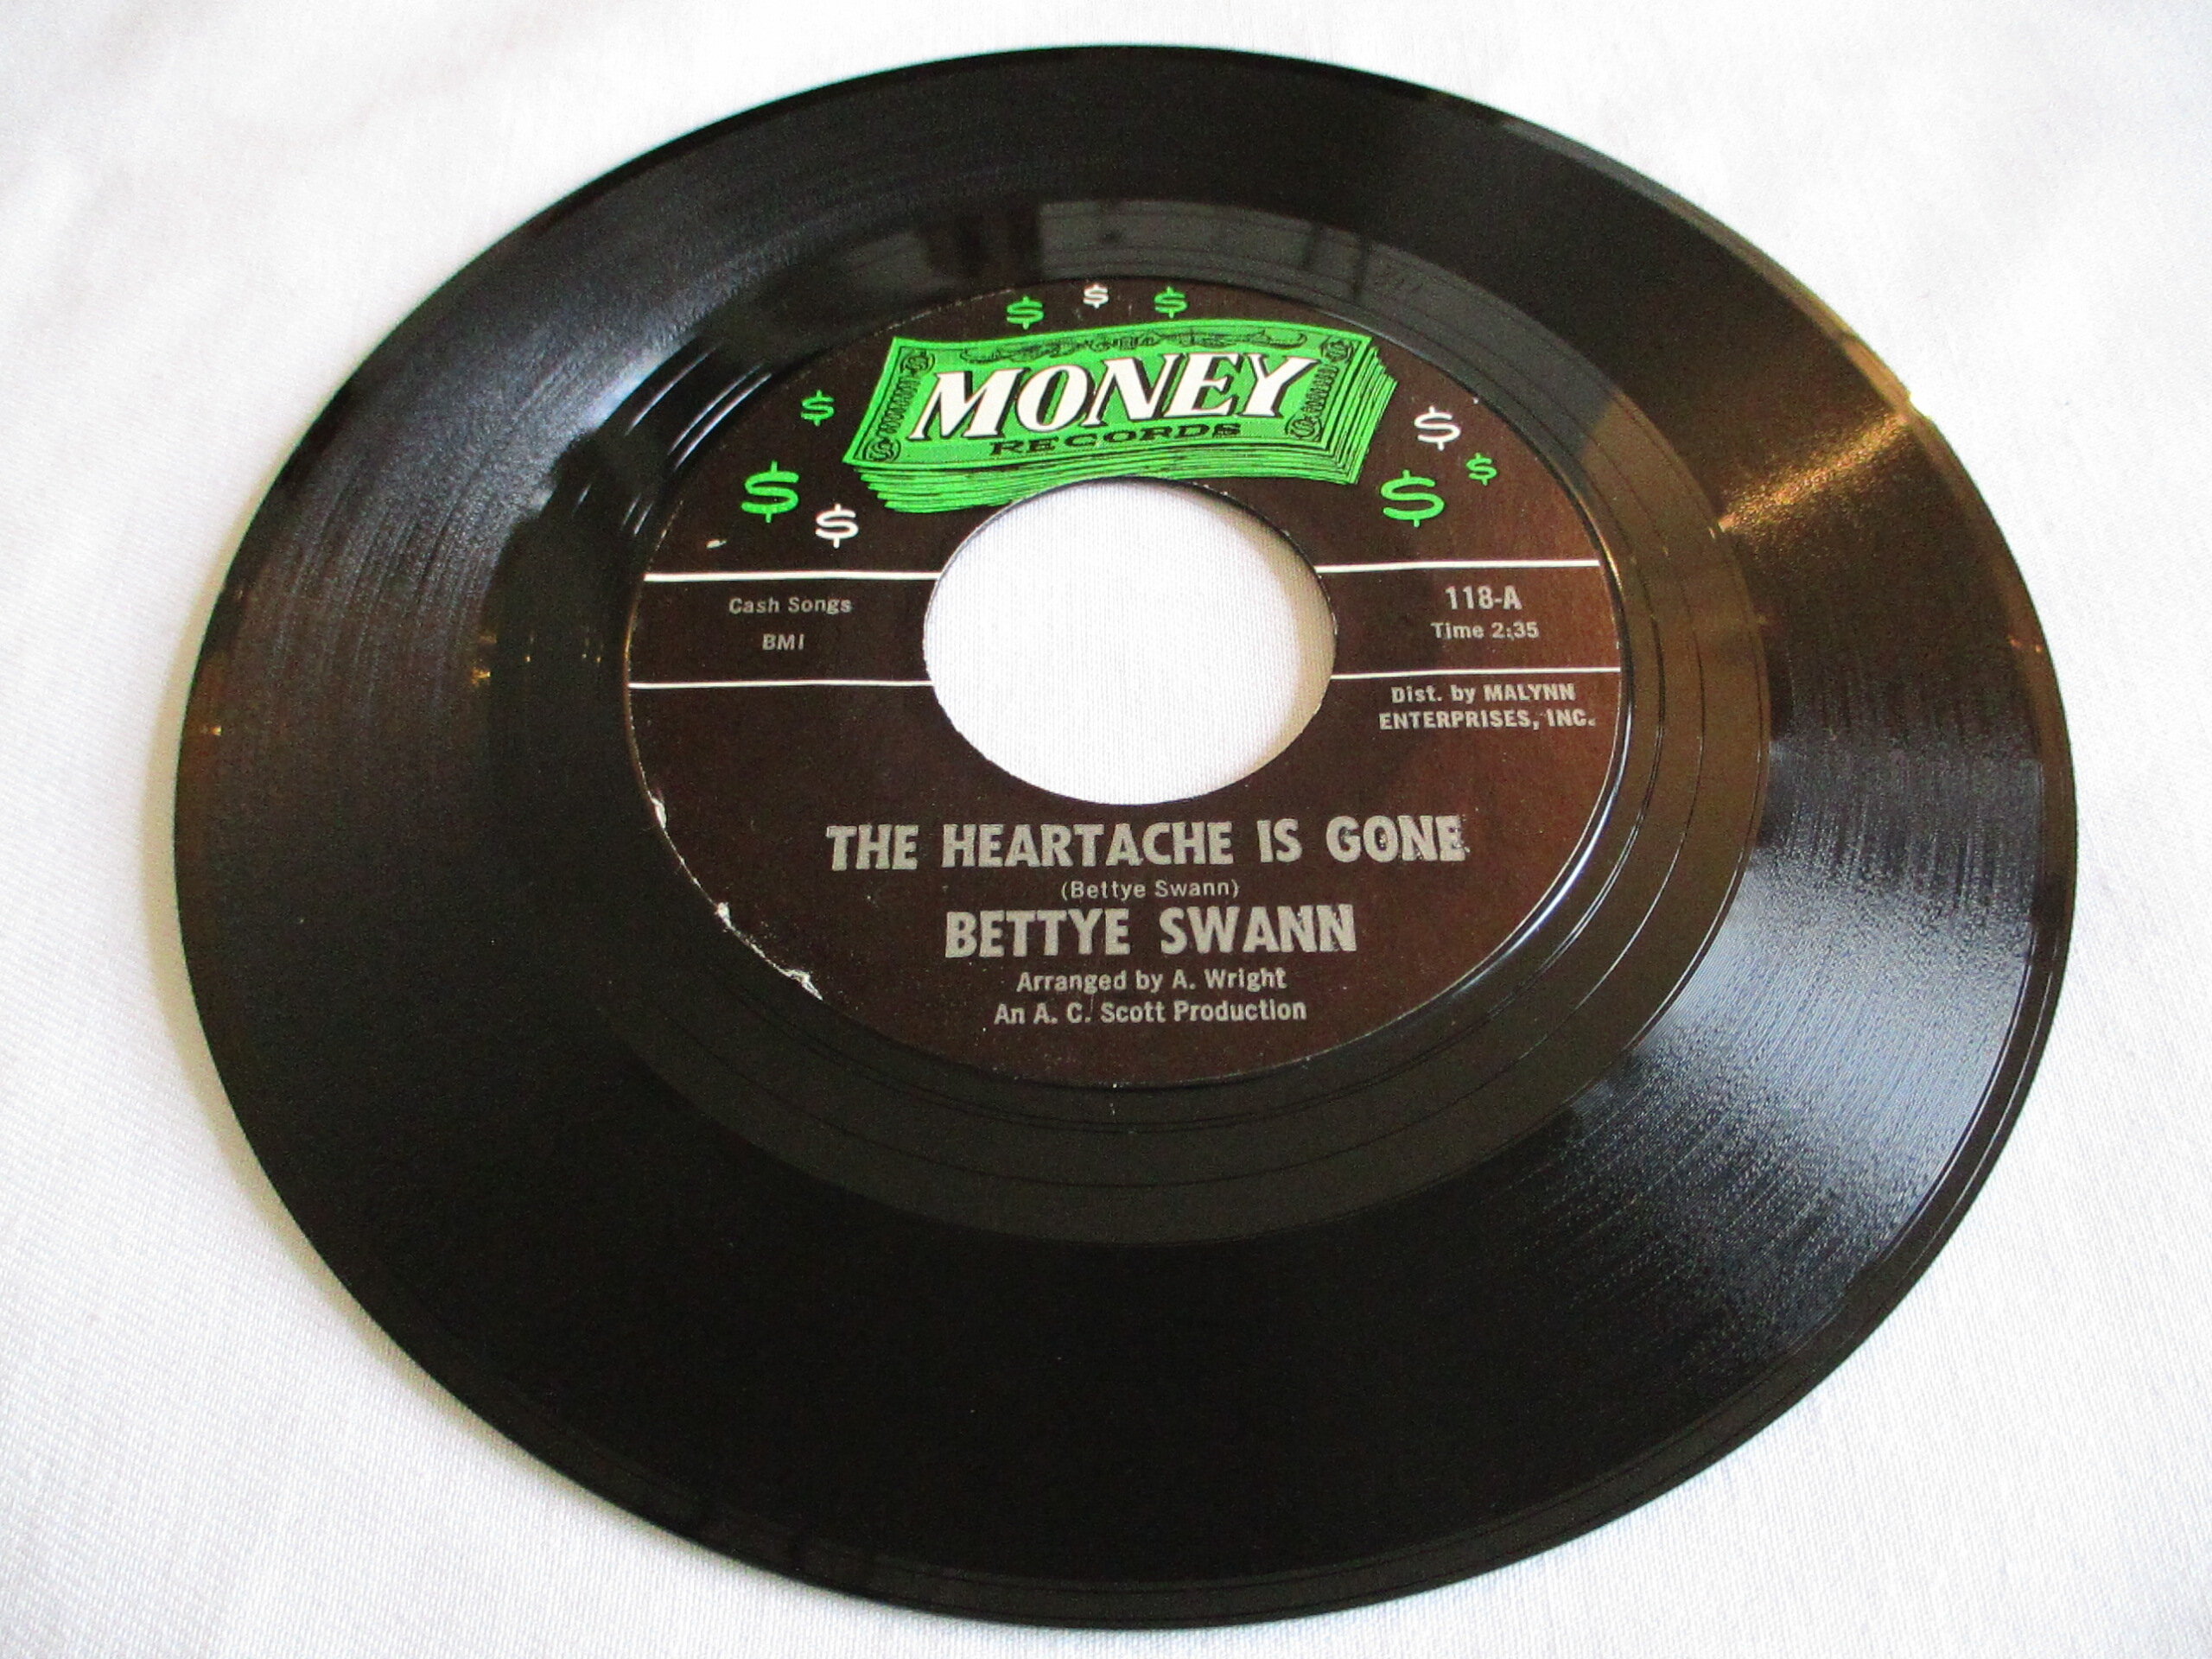 $ $ $
$ $ $ $ $ $
MONEY
RECORDS
Cash Songs
BMI
118-A
Time 2:35
Dist. by MALYNN
ENTERPRISES, INC.
THE HEARTACHE IS GONE
(Bettye Swann)
BETTYE SWANN
Arranged by A. Wright
An A. C. Scott Production